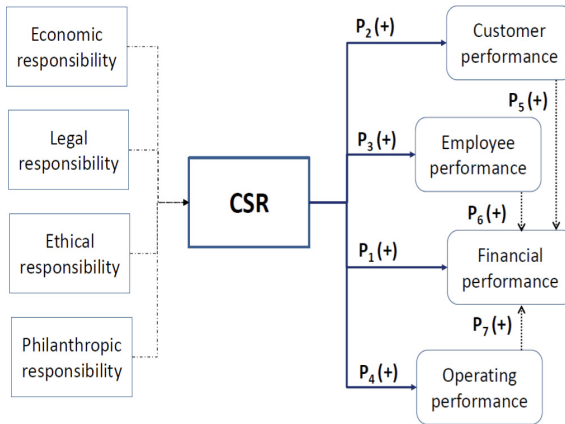 Economic
responsibility
Legal
responsibility
Ethical
responsibility
Philanthropic
responsibility
CSR
P₂ (+)
P₃ (+)
P₁ (+)
P₄ (+)
Customer
performance
P₅ (+)
Employee
performance
P₆ (+)
Financial
performance
P₇ (+)
Operating
performance